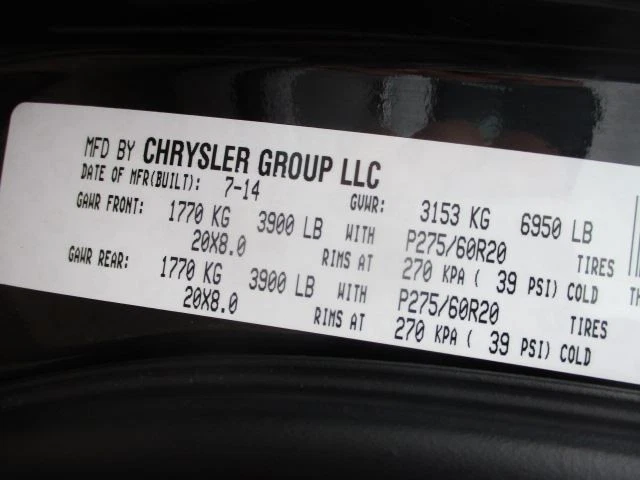 MFD BY CHRYSLER GROUP LLC
DATE OF MFR(BUILT): 7-14 GVWR: 3153 KG 6950 LB
GAWR FRONT: 1770 KG 3900 LB WITH P275/60R20 TIRES
20X8.0 RIMS AT 270 KPA ( 39 PSI) COLD
GAWR REAR: 1770 KG 3900 LB WITH P275/60R20 TIRES
20X8.0 RIMS AT 270 KPA ( 39 PSI) COLD